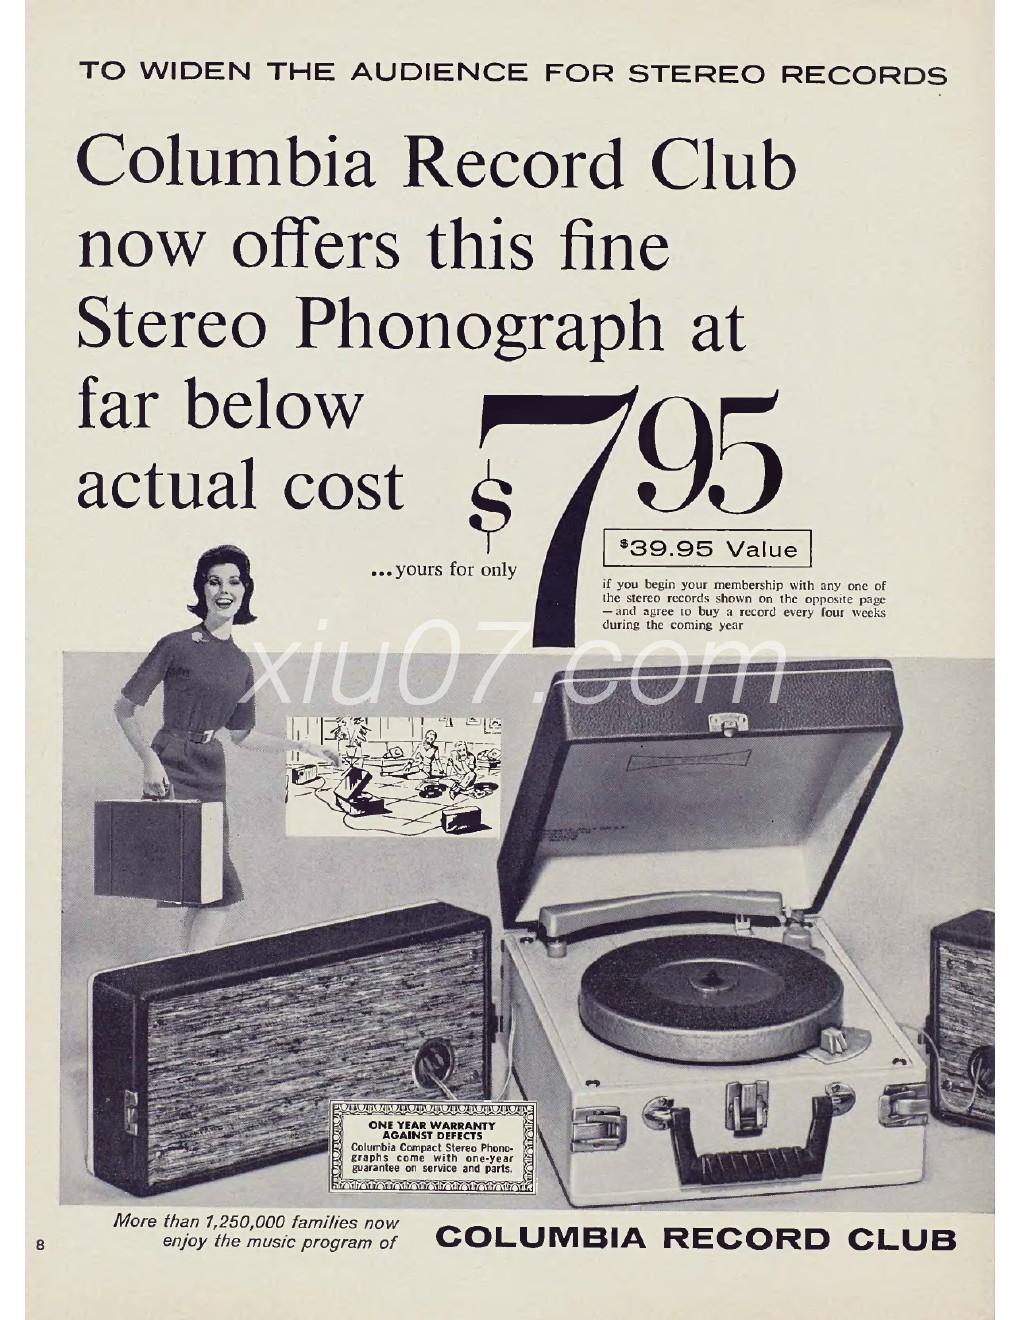 TO WIDEN THE AUDIENCE FOR STEREO RECORDS
Columbia Record Club
now offers this fine
Stereo Phonograph at
far below
actual cost
$7.95
$39.95 Value
...yours for only
if you begin your membership with any one of
the stereo records shown on the opposite page
—and agree to buy a record every four weeks
during the coming year
xiu07.com
ONE YEAR WARRANTY
AGAINST DEFECTS
Columbia Compact Stereo Phono-
graphs come with one-year
guarantee on service and parts.
More than 1,250,000 families now
enjoy the music program of
COLUMBIA RECORD CLUB
8